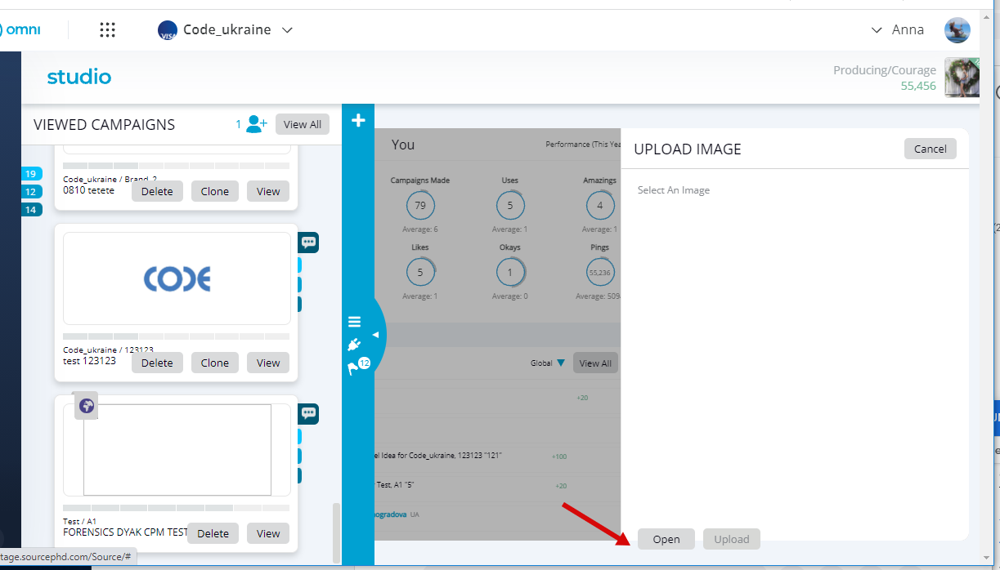 omni
VISA
Code_ukraine
Anna
studio
Producing/Courage
55,456
VIEWED CAMPAIGNS
1
View All
19
12
14
Code_ukraine / Brand_2
0810 tetete
Delete
Clone
View
CODE
Code_ukraine / 123123
test 123123
Delete
Clone
View
Test / A1
FORENSICS DYAK CPM TEST
Delete
View
tage.sourcephd.com/Source/#
12
You
Performance (This Yea
Campaigns Made
Uses
Amazings
79
5
4
Average: 6
Average: 1
Average: 1
Likes
Okays
Pings
5
1
55,236
Average: 1
Average: 0
Average: 509
Global
View All
+20
el Idea for Code_ukraine, 123123 "121"
+100
Test, A1 "5"
+20
nogradova UA
UPLOAD IMAGE
Cancel
Select An Image
Open
Upload